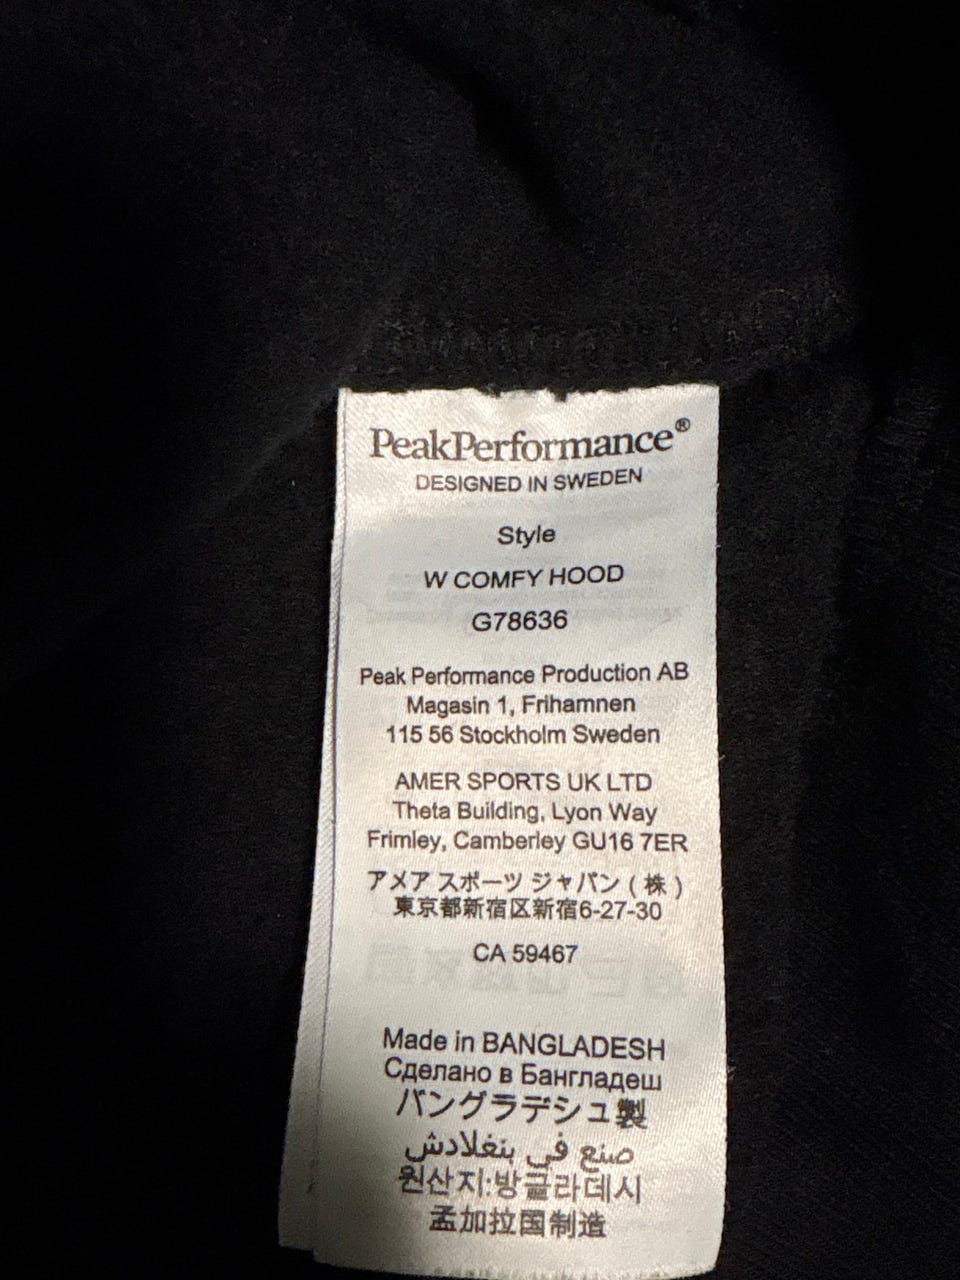 PeakPerformance®
DESIGNED IN SWEDEN
Style
W COMFY HOOD
G78636
Peak Performance Production AB
Magasin 1, Frihamnen
115 56 Stockholm Sweden
AMER SPORTS UK LTD
Theta Building, Lyon Way
Frimley, Camberley GU16 7ER
アメア スポーツ ジャパン ( 株 )
東京都新宿区新宿6-27-30
CA 59467
Made in BANGLADESH
Сделано в Бангладеш
バングラデシュ製
صنع في بنغلادش
원산지:방글라데시
孟加拉国制造